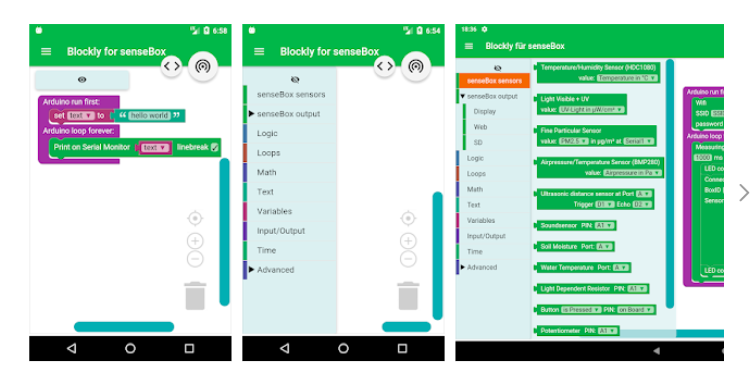 6:58
Blockly for senseBox
< >
Arduino run first:
set text to “ hello world ”
Arduino loop forever:
Print on Serial Monitor text linebreak
6:54
Blockly for senseBox
< >
senseBox sensors
senseBox output
Logic
Loops
Math
Text
Variables
Input/Output
Time
Advanced
18:36
Blockly für senseBox
senseBox sensors
senseBox output
Display
Web
SD
Logic
Loops
Math
Text
Variables
Input/Output
Time
Advanced
Temperature/Humidity Sensor (HDC1080)
value: Temperature in °C
Light Visible + UV
value: UV-Light in µW/cm²
Fine Particular Sensor
value: PM2.5 in µg/m³ at Serial1
Airpressure/Temperature Sensor (BMP280)
value: Airpressure in Pa
Ultrasonic distance sensor at Port A
Trigger D1 Echo D2
Soundsensor PIN: A1
Soil Moisture Port: A
Water Temperature Port: A
Light Dependent Resistor PIN: A1
Button is Pressed PIN: on Board
Potentiometer PIN: A1
Arduino run fi
Wifi
SSID SSI
password
Arduino loop
Measuring
1000 ms
LED co
Connec
BoxID
Sensor
LED co